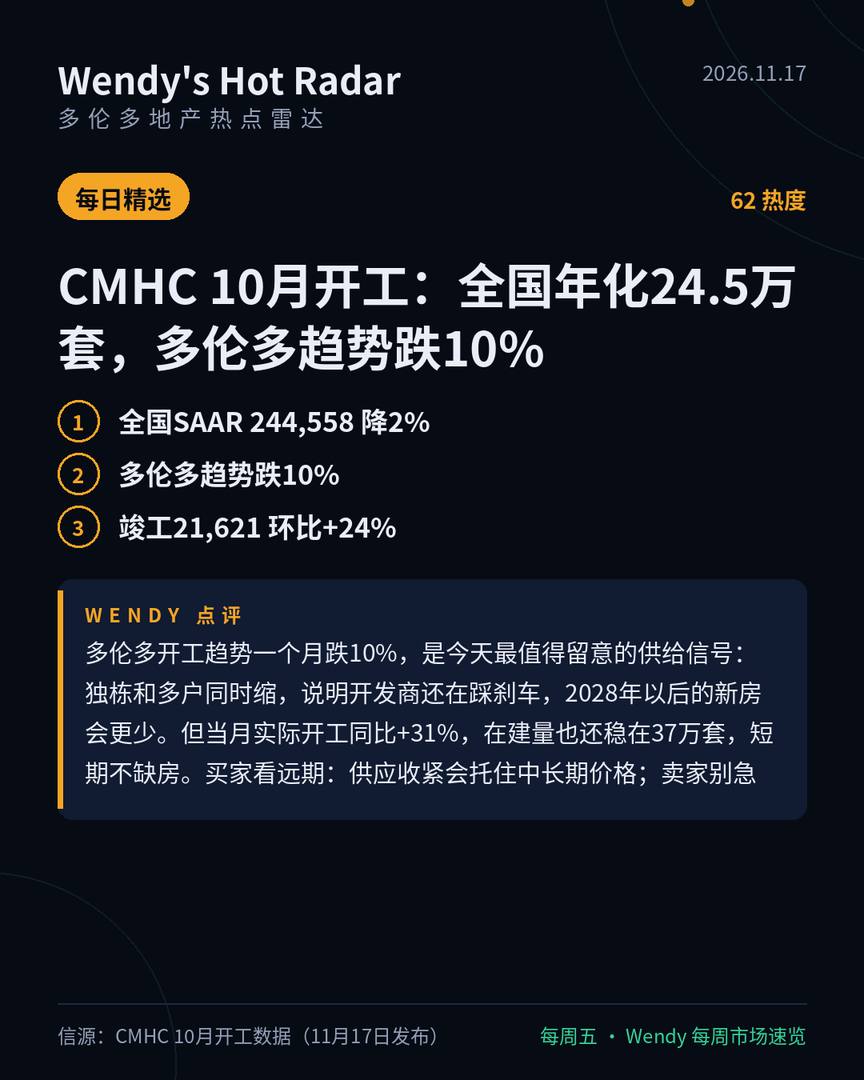 Wendy's Hot Radar
2026.11.17
多伦多地产热点雷达
每日精选
62 热度
CMHC 10月开工：全国年化24.5万
套，多伦多趋势跌10%
1 全国SAAR 244,558 降2%
2 多伦多趋势跌10%
3 竣工21,621 环比+24%
WENDY 点评
多伦多开工趋势一个月跌10%，是今天最值得留意的供给信号：
独栋和多户同时缩，说明开发商还在踩刹车，2028年以后的新房
会更少。但当月实际开工同比+31%，在建量也还稳在37万套，短
期不缺房。买家看远期：供应收紧会托住中长期价格；卖家别急
信源：CMHC 10月开工数据（11月17日发布）
每周五 · Wendy 每周市场速览